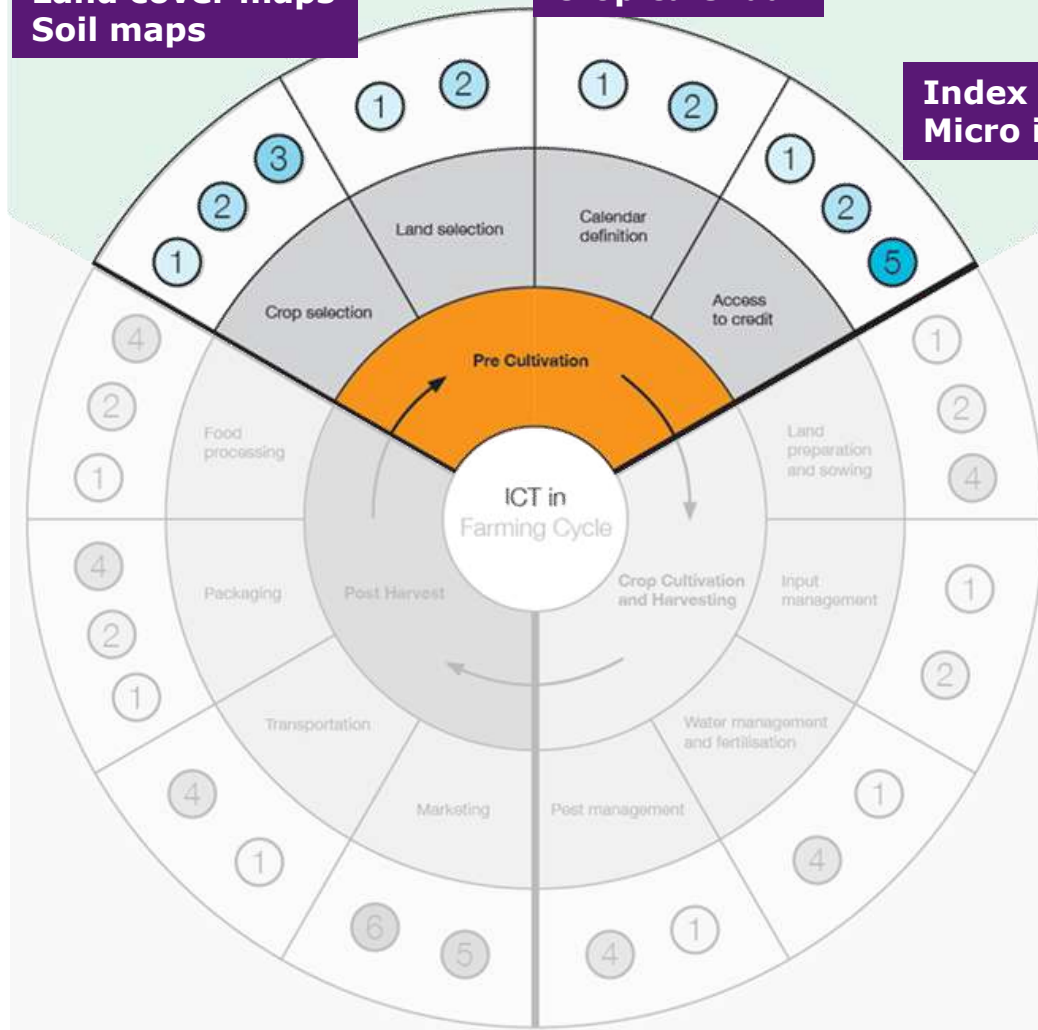 Soil maps
Index
Micro
1
2
3
1
2
1
2
1
2
5
Crop selection
Land selection
Calendar
definition
Access
to credit
Pre Cultivation
ICT in
Farming Cycle
4
2
1
Food
processing
1
2
4
Land
preparation
and sowing
4
2
1
Packaging
Post Harvest
Crop Cultivation
and Harvesting
Input
management
1
2
Transportation
Water management
and fertilisation
4
1
1
4
Marketing
Pest management
6
5
4
1